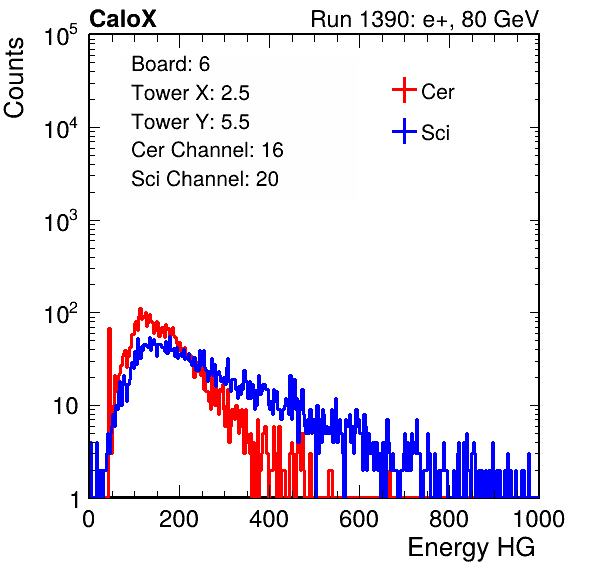 CaloX Run 1390: e+, 80 GeV
Counts
10^5
10^4
10^3
10^2
10
1
Board: 6
Tower X: 2.5
Tower Y: 5.5
Cer Channel: 16
Sci Channel: 20
Cer
Sci
0 200 400 600 800 1000
Energy HG